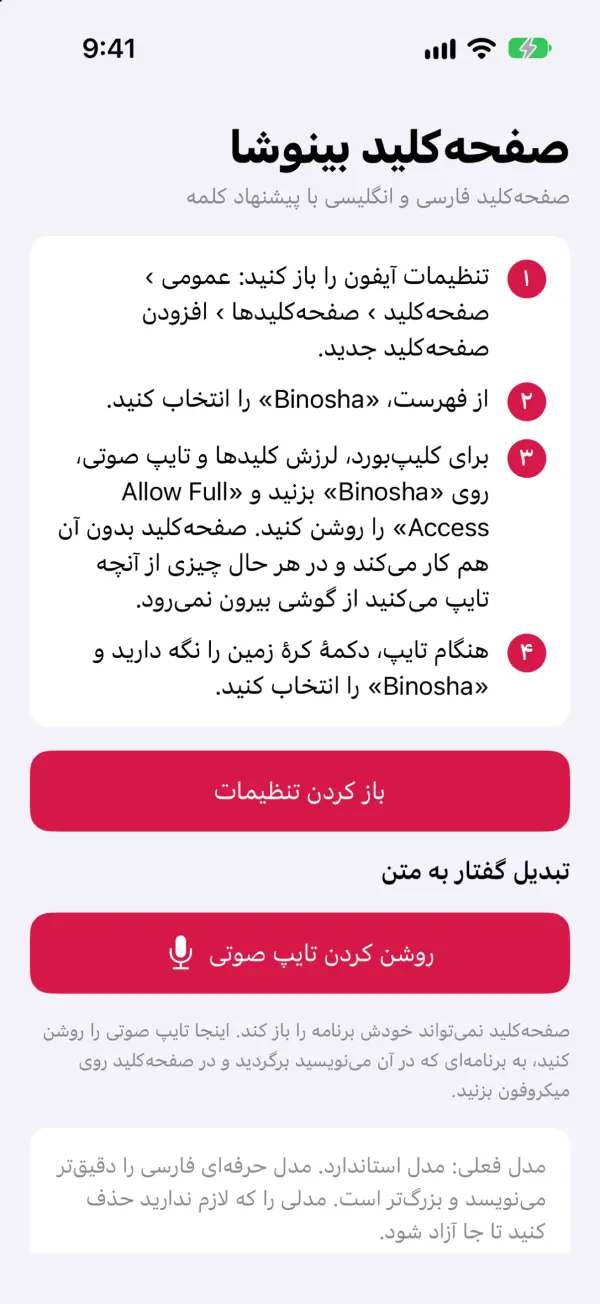 9:41
صفحه‌کلید بینوشا
صفحه‌کلید فارسی و انگلیسی با پیشنهاد کلمه
۱
تنظیمات آیفون را باز کنید: عمومی ›
صفحه‌کلید › صفحه‌کلیدها › افزودن
صفحه‌کلید جدید.
۲
از فهرست، «Binosha» را انتخاب کنید.
۳
برای کلیپ‌بورد، لرزش کلیدها و تایپ صوتی،
روی «Binosha» بزنید و «Allow Full
Access» را روشن کنید. صفحه‌کلید بدون آن
هم کار می‌کند و در هر حال چیزی از آنچه
تایپ می‌کنید از گوشی بیرون نمی‌رود.
۴
هنگام تایپ، دکمهٔ کرهٔ زمین را نگه دارید و
«Binosha» را انتخاب کنید.
باز کردن تنظیمات
تبدیل گفتار به متن
روشن کردن تایپ صوتی
صفحه‌کلید نمی‌تواند خودش برنامه را باز کند. اینجا تایپ صوتی را روشن
کنید، به برنامه‌ای که در آن می‌نویسید برگردید و در صفحه‌کلید روی
میکروفون بزنید.
مدل فعلی: مدل استاندارد. مدل حرفه‌ای فارسی را دقیق‌تر
می‌نویسد و بزرگ‌تر است. مدلی را که لازم ندارید حذف
کنید تا جا آزاد شود.